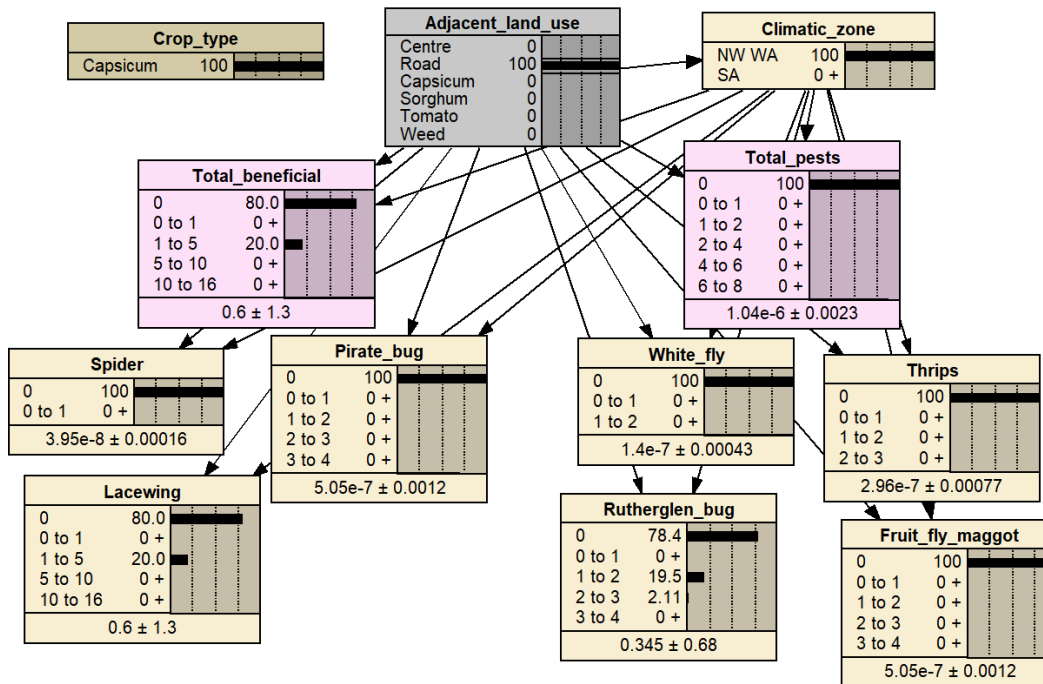 Crop_type
Capsicum 100
Adjacent_land_use
Centre 0
Road 100
Capsicum 0
Sorghum 0
Tomato 0
Weed 0
Climatic_zone
NW WA 100
SA 0 +
Total_beneficial
0 80.0
0 to 1 0 +
1 to 5 20.0
5 to 10 0 +
10 to 16 0 +
0.6 ± 1.3
Total_pests
0 100
0 to 1 0 +
1 to 2 0 +
2 to 4 0 +
4 to 6 0 +
6 to 8 0 +
1.04e-6 ± 0.0023
Spider
0 100
0 to 1 0 +
3.95e-8 ± 0.00016
Pirate_bug
0 100
0 to 1 0 +
1 to 2 0 +
2 to 3 0 +
3 to 4 0 +
5.05e-7 ± 0.0012
White_fly
0 100
0 to 1 0 +
1 to 2 0 +
1.4e-7 ± 0.00043
Thrips
0 100
0 to 1 0 +
1 to 2 0 +
2 to 3 0 +
2.96e-7 ± 0.00077
Lacewing
0 80.0
0 to 1 0 +
1 to 5 20.0
5 to 10 0 +
10 to 16 0 +
0.6 ± 1.3
Rutherglen_bug
0 78.4
0 to 1 0 +
1 to 2 19.5
2 to 3 2.11
3 to 4 0 +
0.345 ± 0.68
Fruit_fly_maggot
0 100
0 to 1 0 +
1 to 2 0 +
2 to 3 0 +
3 to 4 0 +
5.05e-7 ± 0.0012